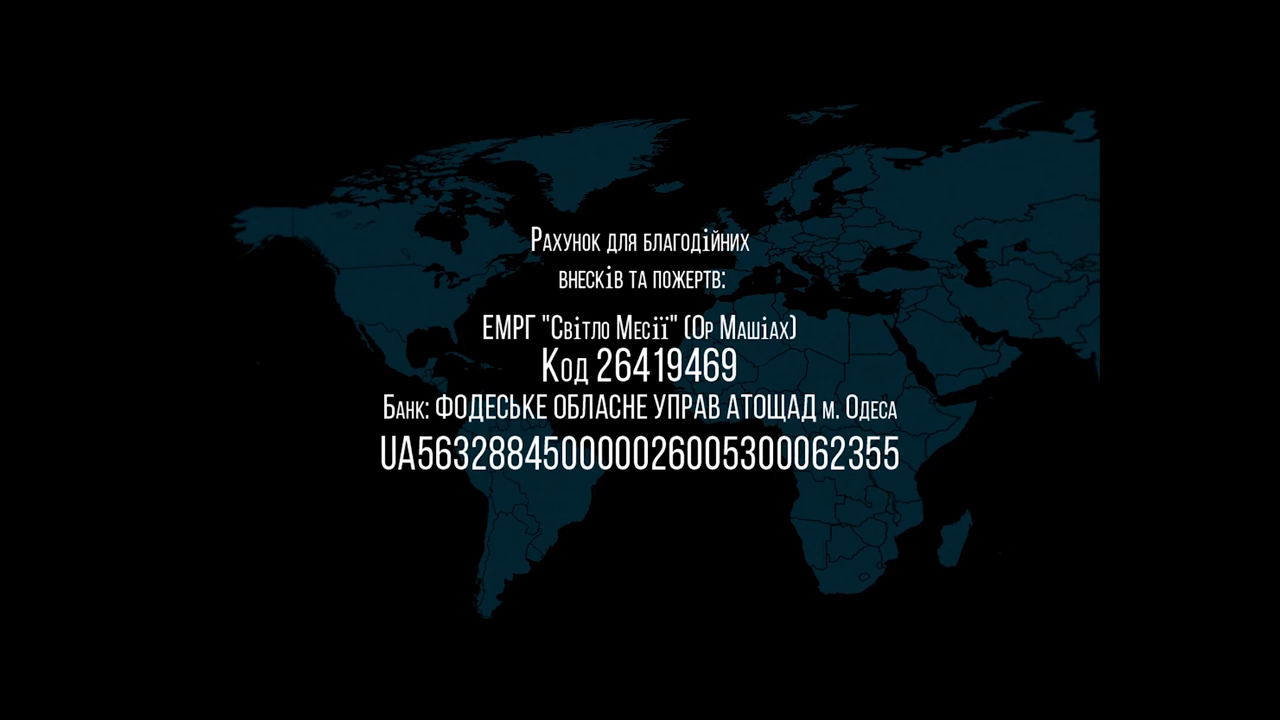 Рахунок для благодійних
внесків та пожертв:
ЕМРГ "Світло Месії" (Ор Машіах)
Код 26419469
Банк: ФОДЕСЬКЕ ОБЛАСНЕ УПРАВ АТОЩАД м. Одеса
UA563288450000026005300062355